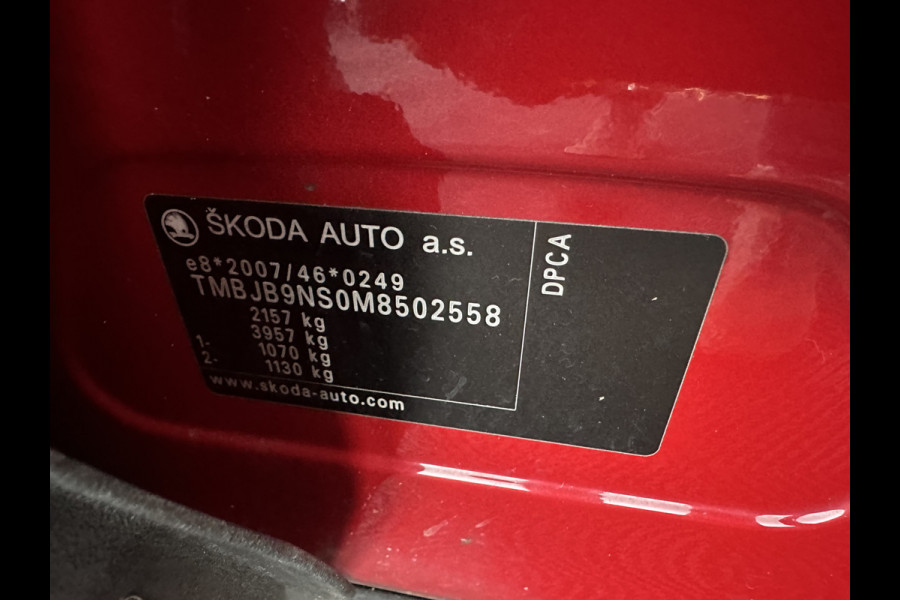 ŠKODA AUTO a.s.
e8*2007/46*0249
TMBJB9NS0M8502558
2157 kg
3957 kg
1- 1070 kg
2- 1130 kg
www.skoda-auto.com
DPCA